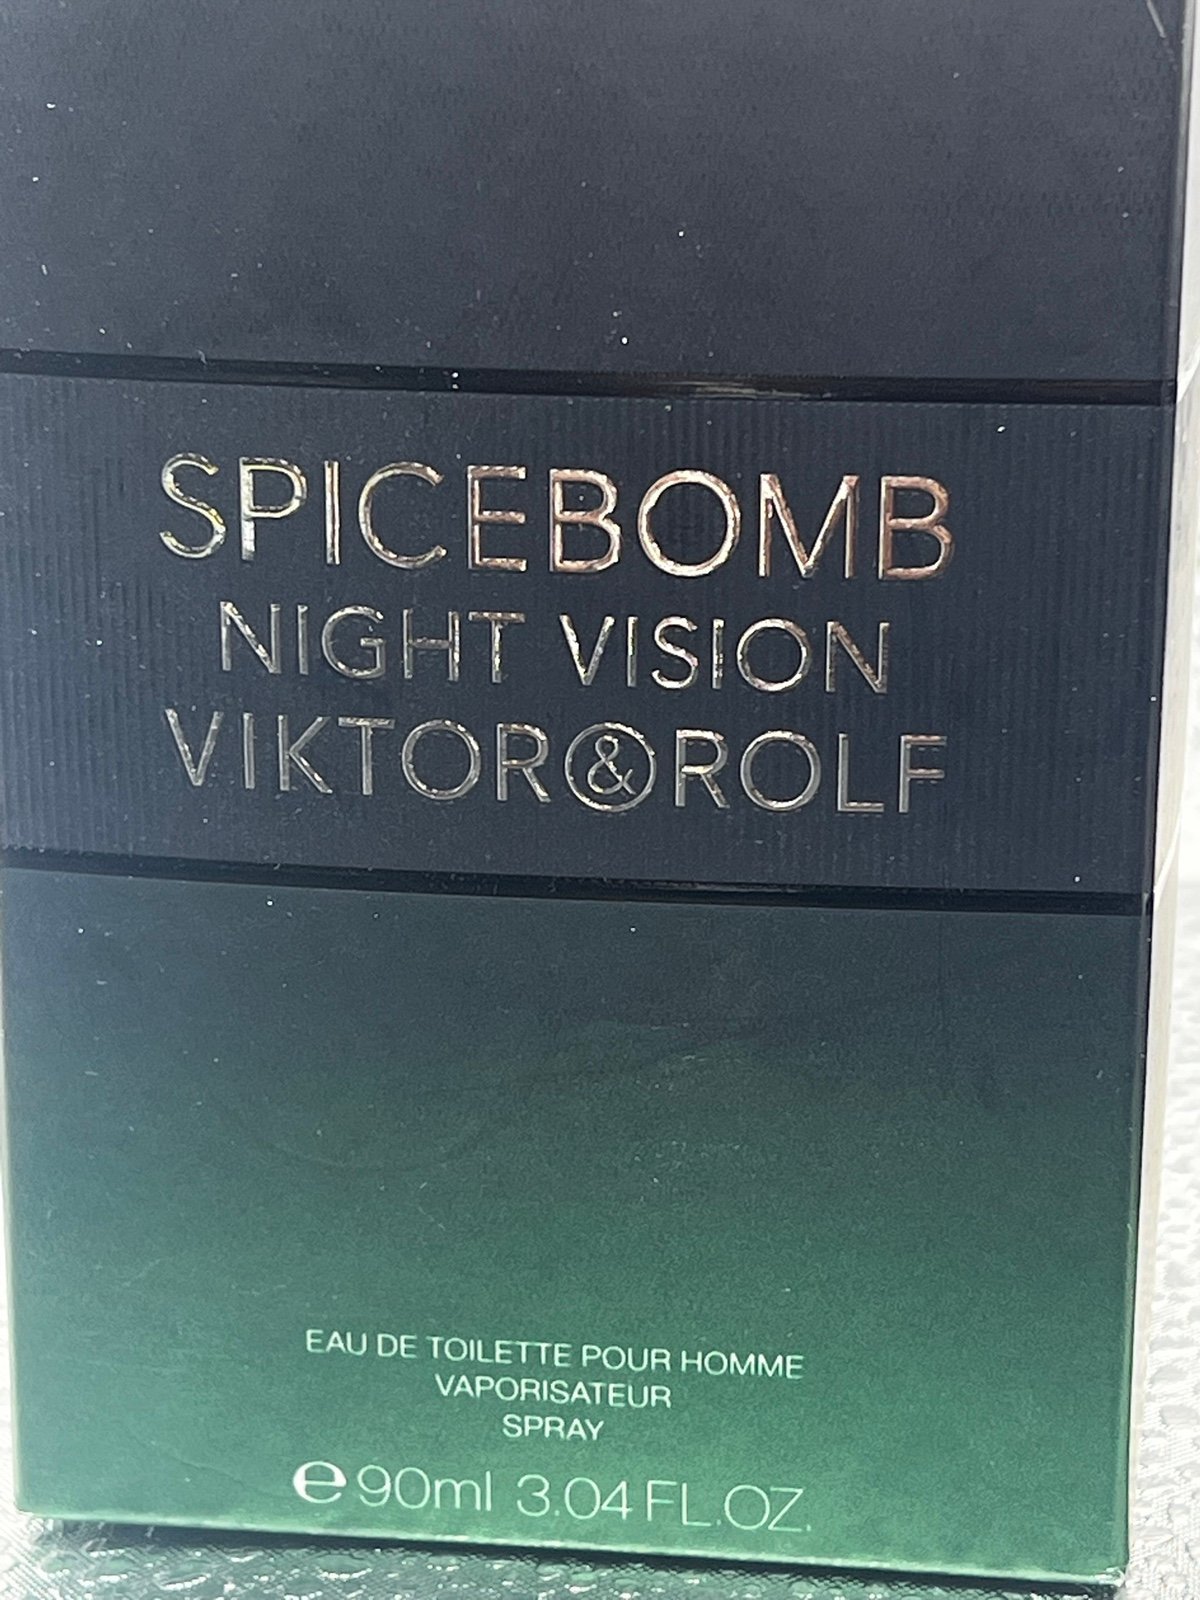 SPICEBOMB
NIGHT VISION
VIKTOR&ROLF
EAU DE TOILETTE POUR HOMME
VAPORISATEUR
SPRAY
℮ 90ml 3.04 FL.OZ.